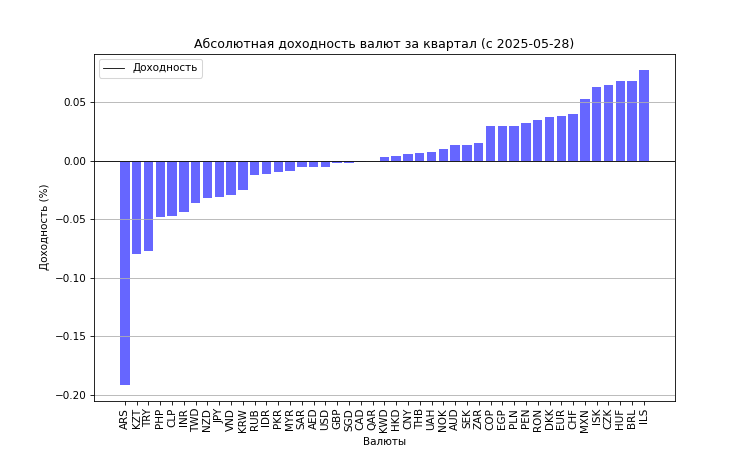 Абсолютная доходность валют за квартал (с 2025-05-28)
Доходность
0.05
0.00
−0.05
−0.10
−0.15
−0.20
Доходность (%)
ARS KZT TRY PHP CLP INR TWD NZD JPY VND KRW RUB IDR PKR MYR SAR AED USD GBP SGD CAD QAR KWD HKD CNY THB UAH NOK AUD SEK ZAR COP EGP PLN PEN RON DKK EUR CHF MXN ISK CZK HUF BRL ILS
Валюты